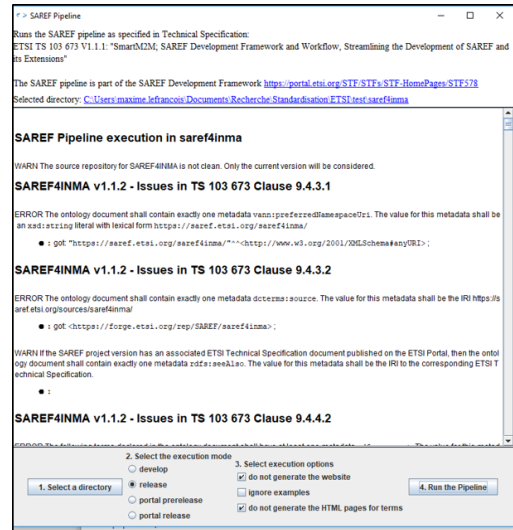 SAREF Pipeline
Runs the SAREF pipeline as specified in Technical Specification:
ETSI TS 103 673 V1.1.1: "SmartM2M; SAREF Development Framework and Workflow, Streamlining the Development of SAREF and
its Extensions"
The SAREF pipeline is part of the SAREF Development Framework https://portal.etsi.org/STF/STFs/STF-HomePages/STF578
Selected directory: C:\Users\maxime.lefrancois\Documents\Recherche\Standardisation\ETSI\test\saref4inma
SAREF Pipeline execution in saref4inma
WARN The source repository for SAREF4INMA is not clean. Only the current version will be considered.
SAREF4INMA v1.1.2 - Issues in TS 103 673 Clause 9.4.3.1
ERROR The ontology document shall contain exactly one metadata vann:preferredNamespaceUri. The value for this metadata shall be
an xsd:string literal with lexical form https://saref.etsi.org/saref4inma/
● : got: "https://saref.etsi.org/saref4inma/"^^<http://www.w3.org/2001/XMLSchema#anyURI>;
SAREF4INMA v1.1.2 - Issues in TS 103 673 Clause 9.4.3.2
ERROR The ontology document shall contain exactly one metadata dcterms:source. The value for this metadata shall be the IRI https://s
aref.etsi.org/sources/saref4inma/
● : got: <https://forge.etsi.org/rep/SAREF/saref4inma>;
WARN If the SAREF project version has an associated ETSI Technical Specification document published on the ETSI Portal, then the ontol
ogy document shall contain exactly one metadata rdfs:seeAlso. The value for this metadata shall be the IRI to the corresponding ETSI T
echnical Specification.
● :
SAREF4INMA v1.1.2 - Issues in TS 103 673 Clause 9.4.4.2
2. Select the execution mode
develop
3. Select execution options
1. Select a directory
release
do not generate the website
4. Run the Pipeline
portal prerelease
ignore examples
portal release
do not generate the HTML pages for terms